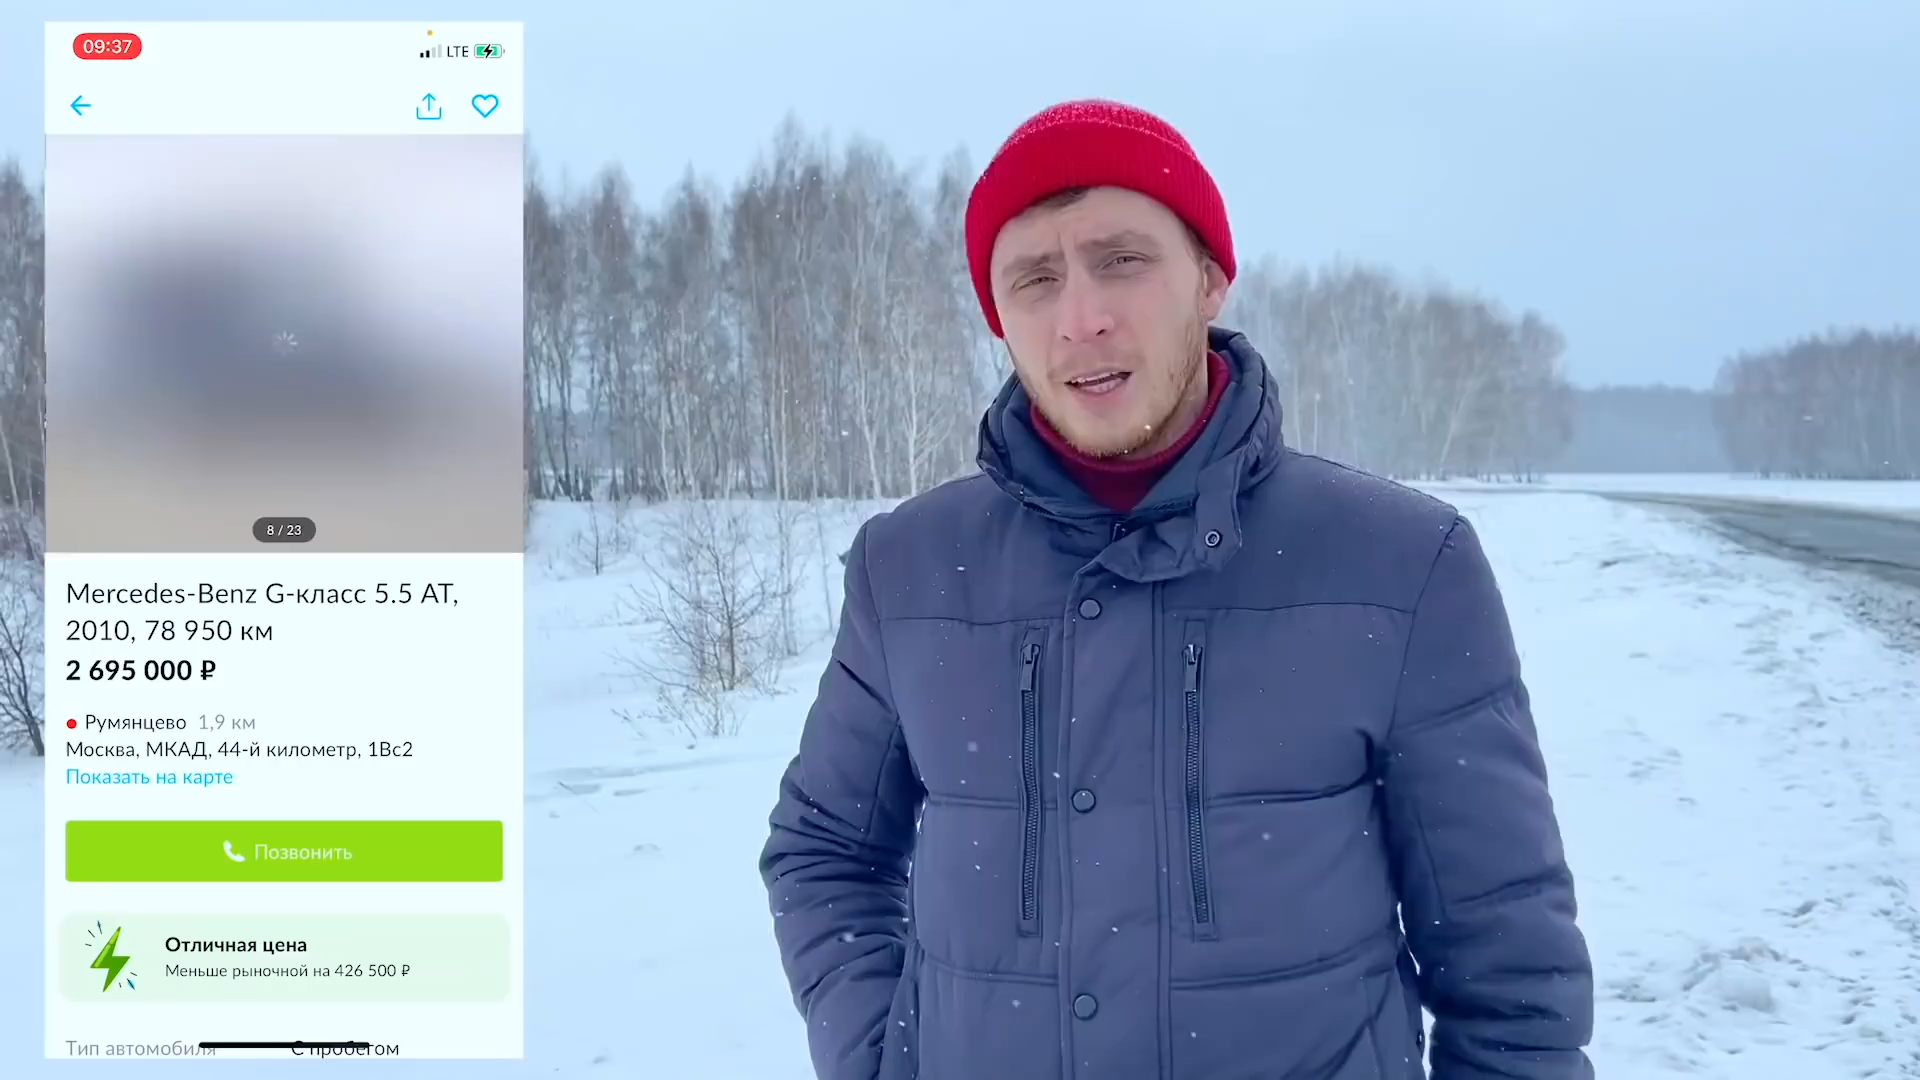 09:37
LTE
8 / 23
Mercedes-Benz G-класс 5.5 AT,
2010, 78 950 км
2 695 000 ₽
Румянцево 1,9 км
Москва, МКАД, 44-й километр, 1Вс2
Показать на карте
Позвонить
Отличная цена
Меньше рыночной на 426 500 ₽
Тип автомобиля С пробегом